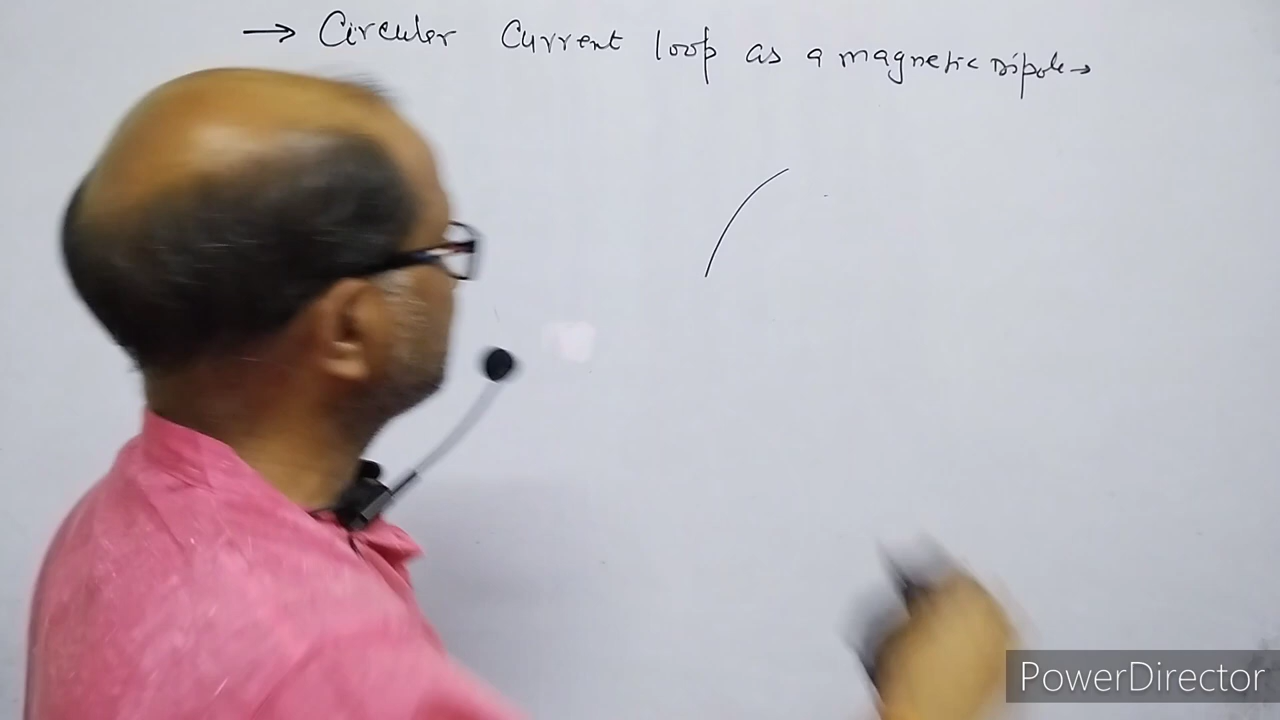 → Circuler Current loop as a magnetic Dipole →
PowerDirector